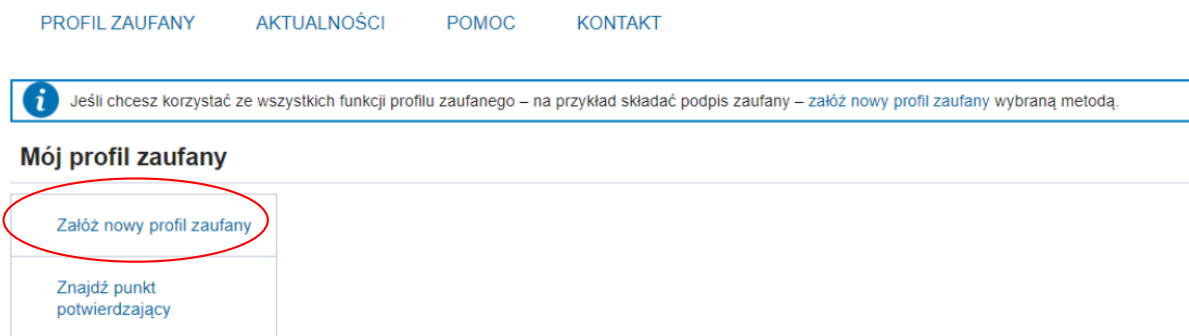 PROFIL ZAUFANY AKTUALNOŚCI POMOC KONTAKT
Jeśli chcesz korzystać ze wszystkich funkcji profilu zaufanego – na przykład składać podpis zaufany – załóż nowy profil zaufany wybraną metodą.
Mój profil zaufany
Załóż nowy profil zaufany
Znajdź punkt
potwierdzający